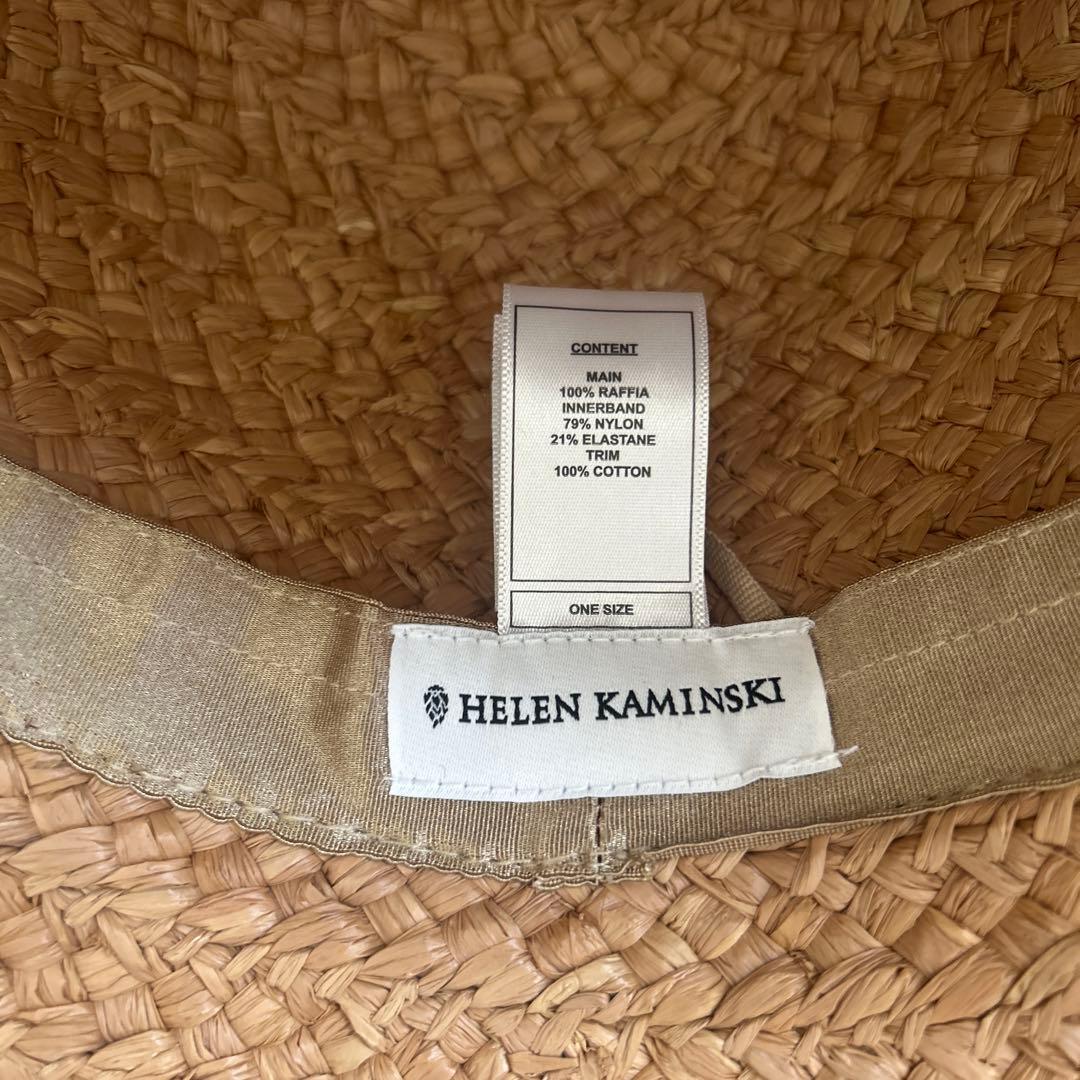 CONTENT
MAIN
100% RAFFIA
INNERBAND
79% NYLON
21% ELASTANE
TRIM
100% COTTON
ONE SIZE
HELEN KAMINSKI